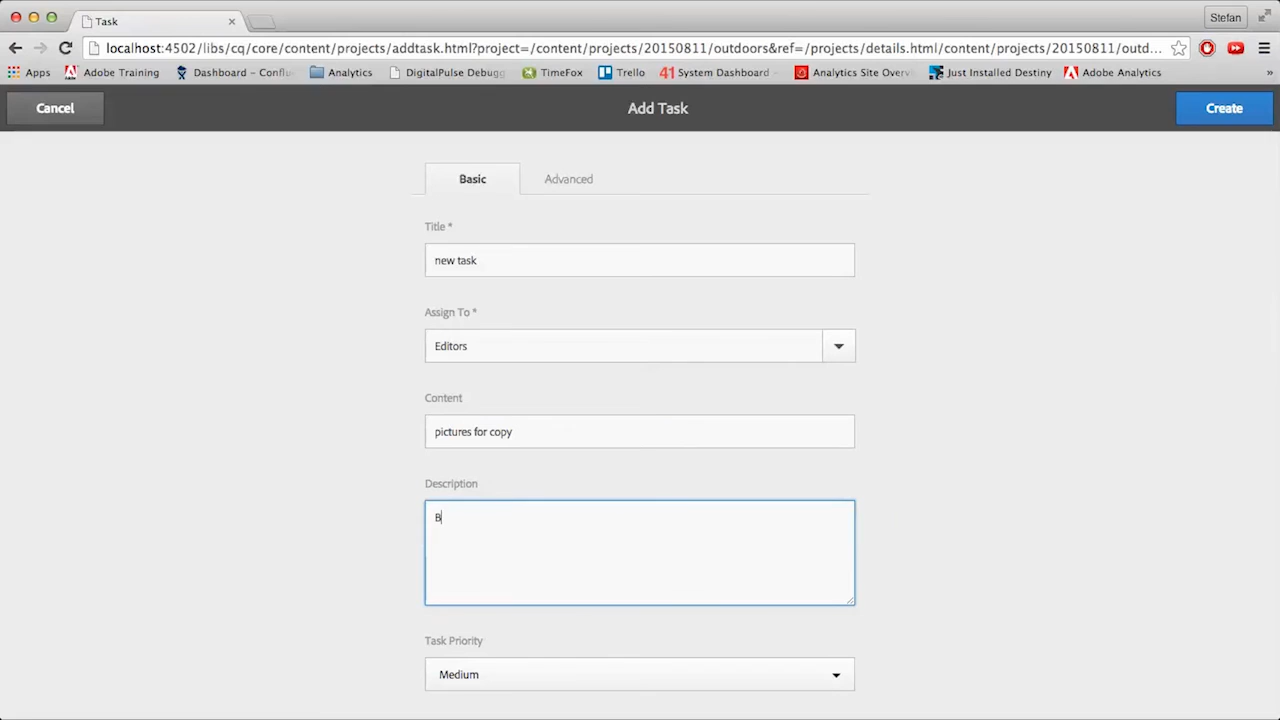 Task
Stefan
localhost:4502/libs/cq/core/content/projects/addtask.html?project=/content/projects/20150811/outdoors&ref=/projects/details.html/content/projects/20150811/outd...
Apps Adobe Training Dashboard – Conflu Analytics DigitalPulse Debugg TimeFox Trello 41 System Dashboard Analytics Site Overv Just Installed Destiny Adobe Analytics »
Cancel Add Task Create
Basic Advanced
Title *
new task
Assign To *
Editors
Content
pictures for copy
Description
B
Task Priority
Medium